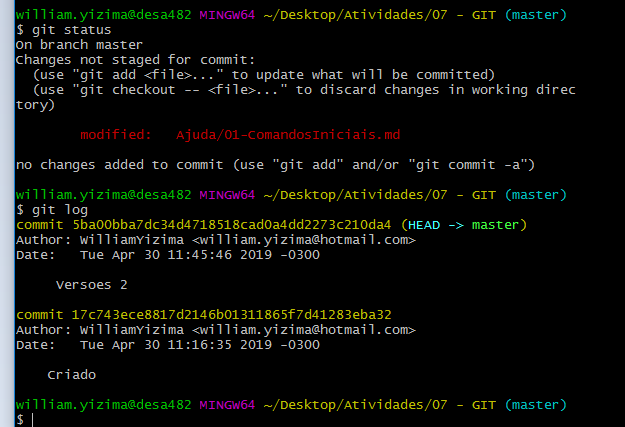 william.yizima@desa482 MINGW64 ~/Desktop/Atividades/07 - GIT (master)
$ git status
On branch master
Changes not staged for commit:
  (use "git add <file>..." to update what will be committed)
  (use "git checkout -- <file>..." to discard changes in working direc
tory)
        modified:   Ajuda/01-ComandosIniciais.md
no changes added to commit (use "git add" and/or "git commit -a")
william.yizima@desa482 MINGW64 ~/Desktop/Atividades/07 - GIT (master)
$ git log
commit 5ba00bba7dc34d4718518cad0a4dd2273c210da4 (HEAD -> master)
Author: WilliamYizima <william.yizima@hotmail.com>
Date:   Tue Apr 30 11:45:46 2019 -0300
     Versoes 2
commit 17c743ece8817d2146b01311865f7d41283eba32
Author: WilliamYizima <william.yizima@hotmail.com>
Date:   Tue Apr 30 11:16:35 2019 -0300
    Criado
william.yizima@desa482 MINGW64 ~/Desktop/Atividades/07 - GIT (master)
$